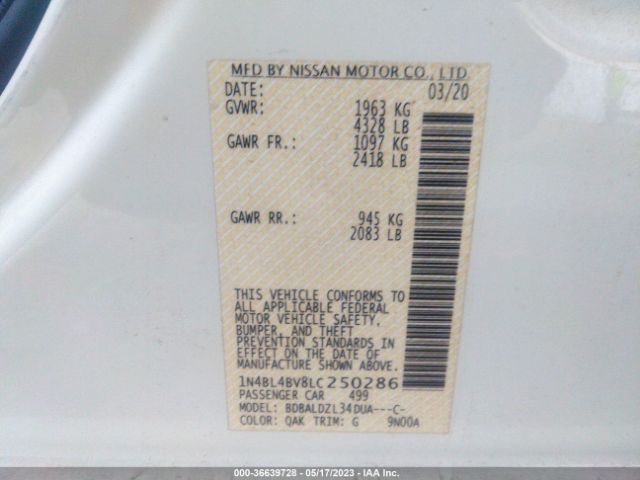 MFD BY NISSAN MOTOR CO., LTD.
DATE: 03/20
GVWR: 1963 KG
4328 LB
GAWR FR.: 1097 KG
2418 LB
GAWR RR.: 945 KG
2083 LB
THIS VEHICLE CONFORMS TO
ALL APPLICABLE FEDERAL
MOTOR VEHICLE SAFETY,
BUMPER, AND THEFT
PREVENTION STANDARDS IN
EFFECT ON THE DATE OF
MANUFACTURE SHOWN ABOVE.
1N4BL4BV8LC250286
PASSENGER CAR 499
MODEL: BDBALDZL34DUA---C-
COLOR: QAK TRIM: G 9N00A
000-36639728 - 05/17/2023 - IAA Inc.